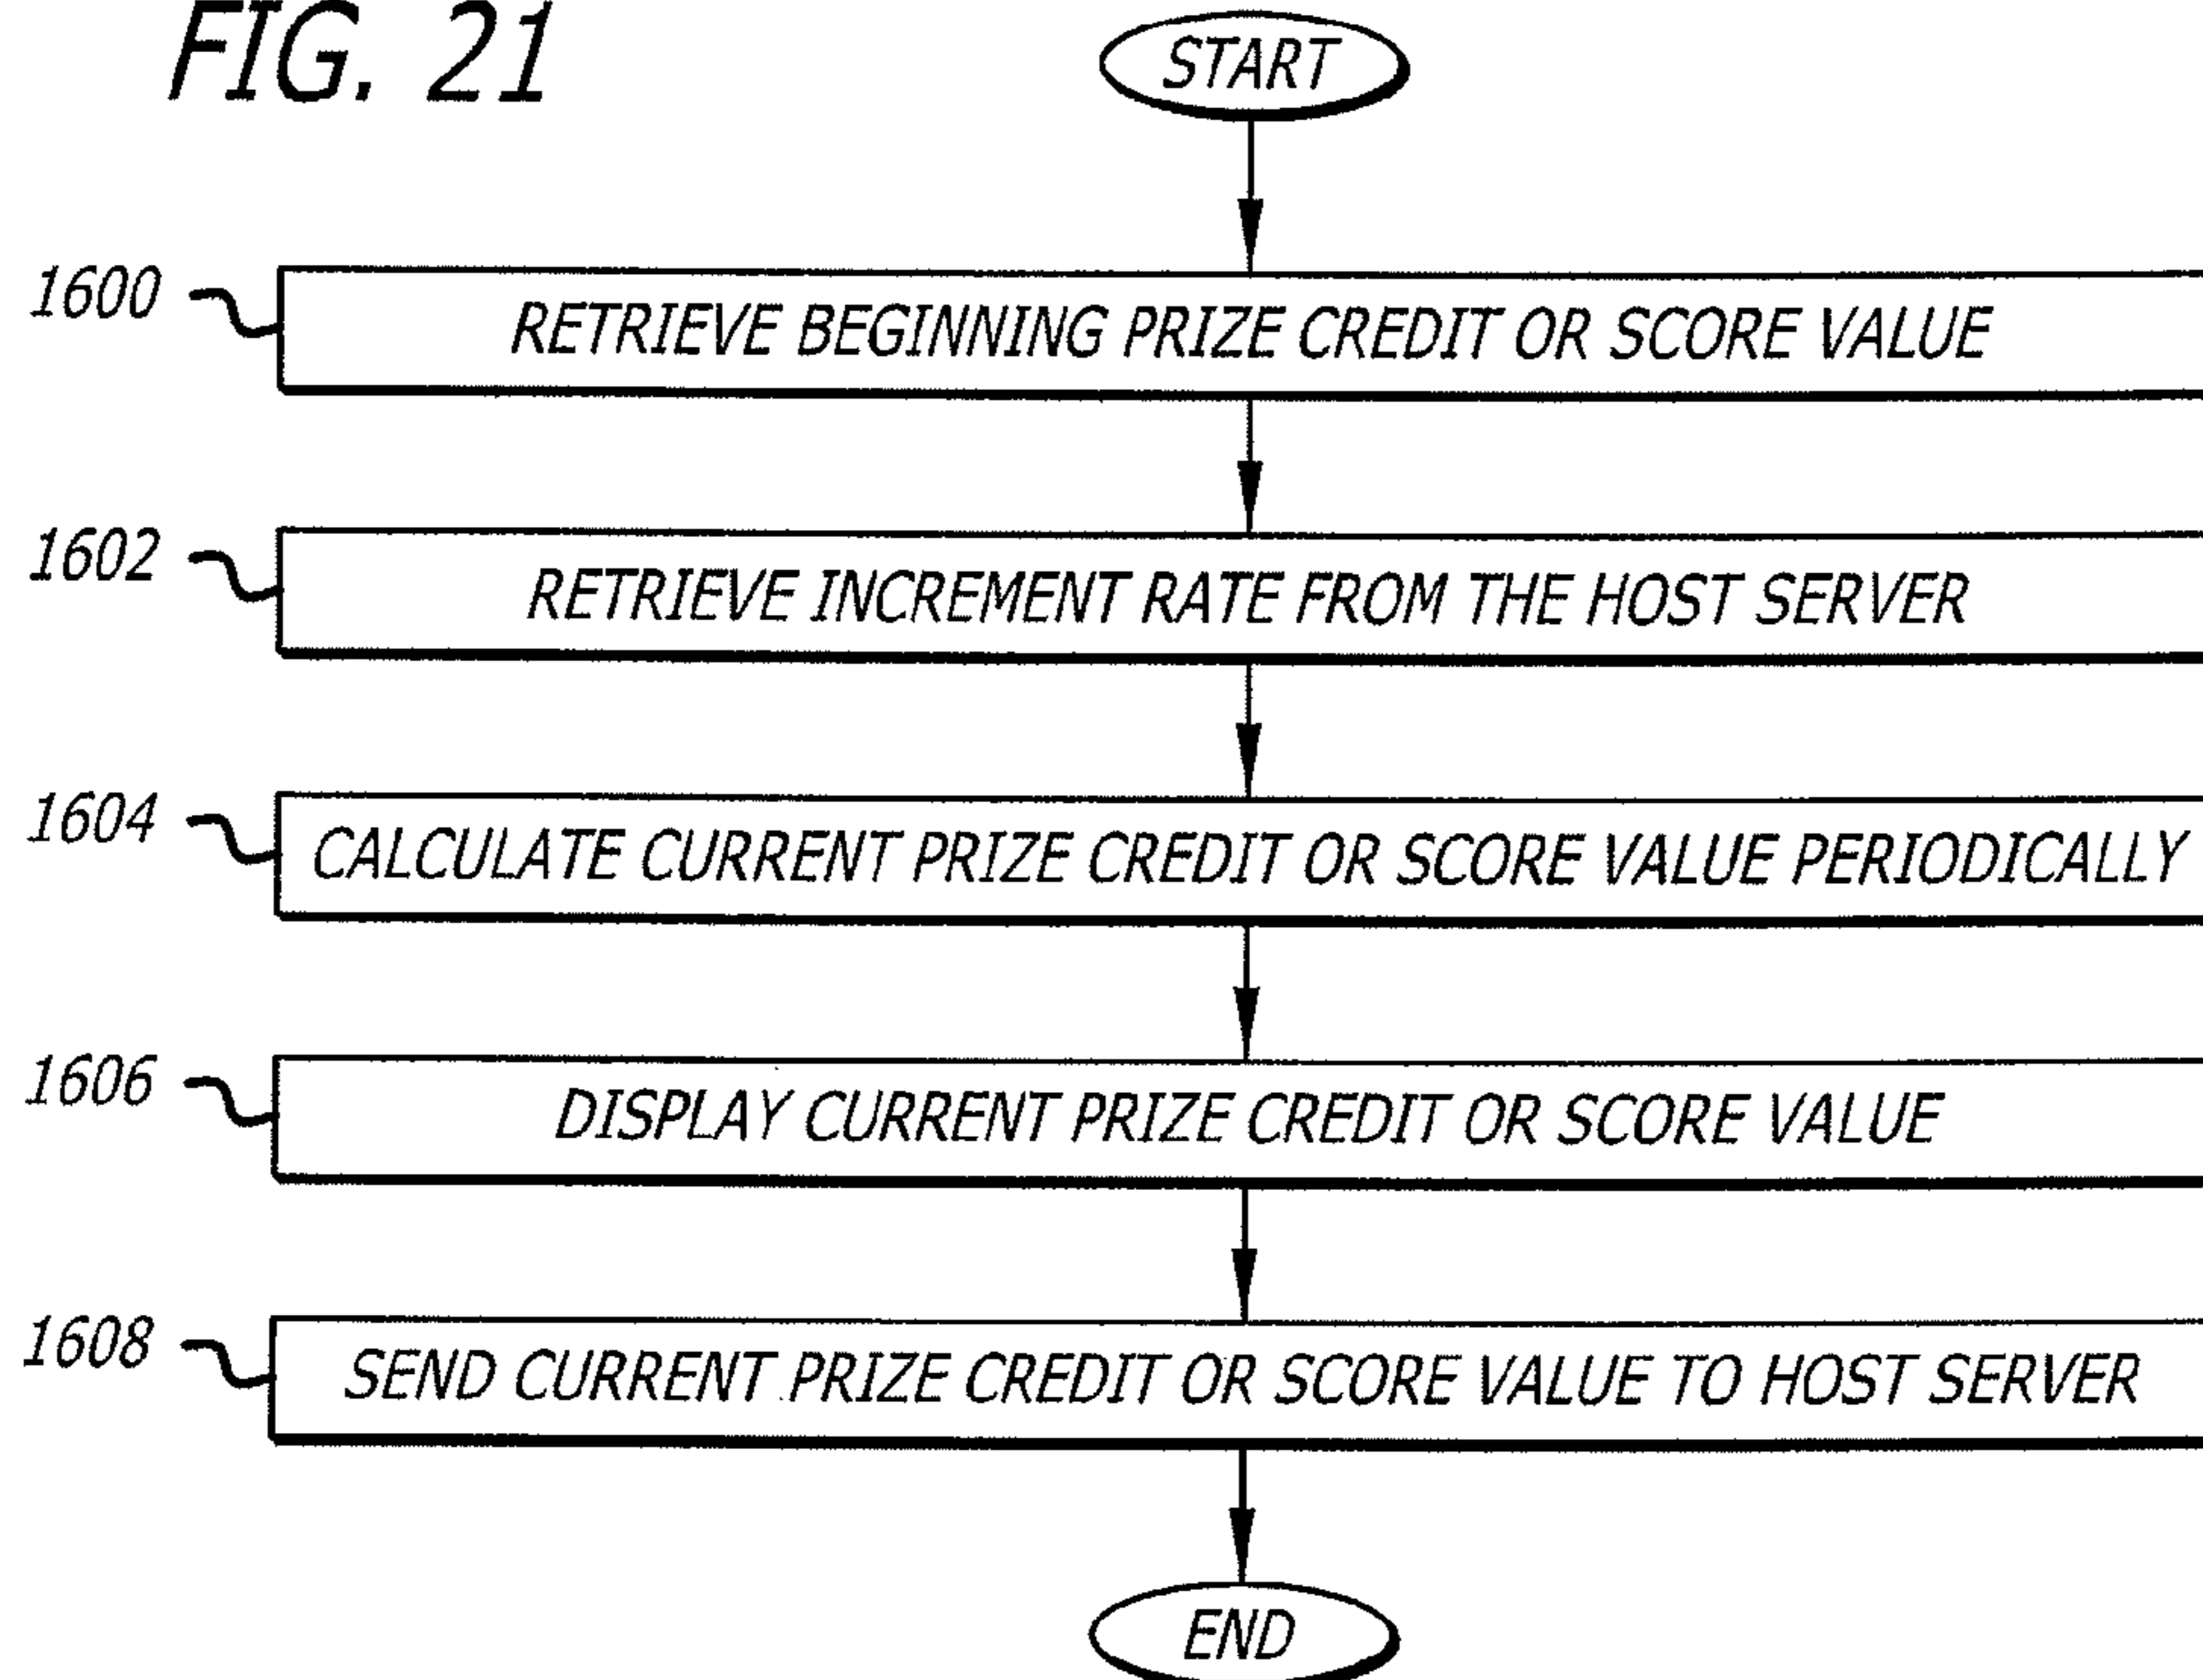 FIG. 21
START
1600
RETRIEVE BEGINNING PRIZE CREDIT OR SCORE VALUE
1602
RETRIEVE INCREMENT RATE FROM THE HOST SERVER
1604
CALCULATE CURRENT PRIZE CREDIT OR SCORE VALUE PERIODICALLY
1606
DISPLAY CURRENT PRIZE CREDIT OR SCORE VALUE
1608
SEND CURRENT PRIZE CREDIT OR SCORE VALUE TO HOST SERVER
END